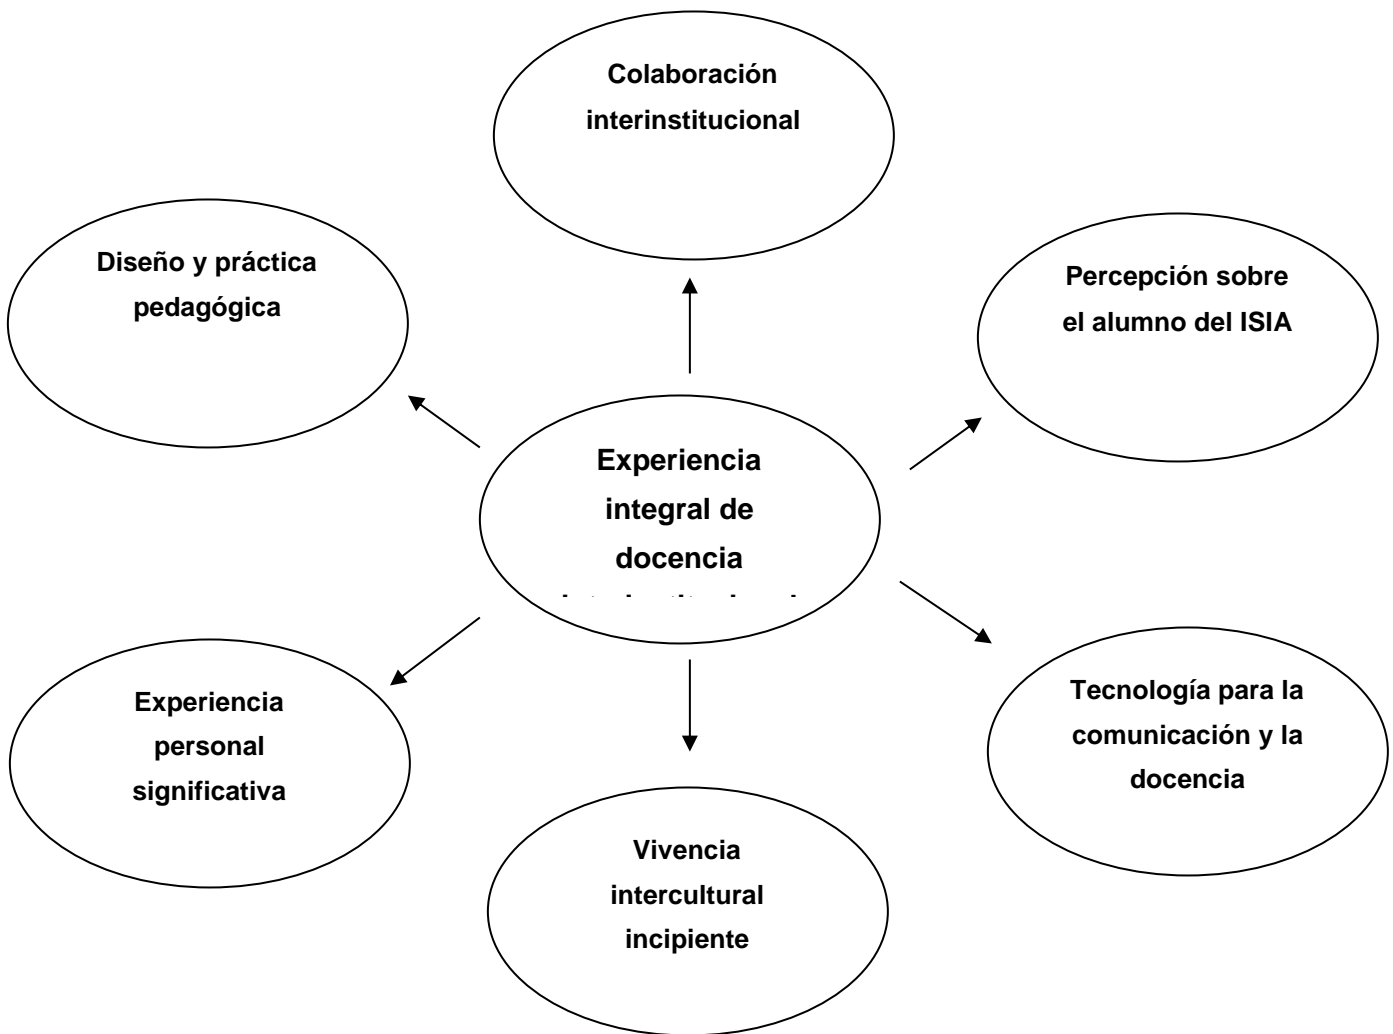 Colaboración
interinstitucional
Diseño y práctica
pedagógica
Percepción sobre
el alumno del ISIA
Experiencia
integral de
docencia
Experiencia
personal
significativa
Tecnología para la
comunicación y la
docencia
Vivencia
intercultural
incipiente